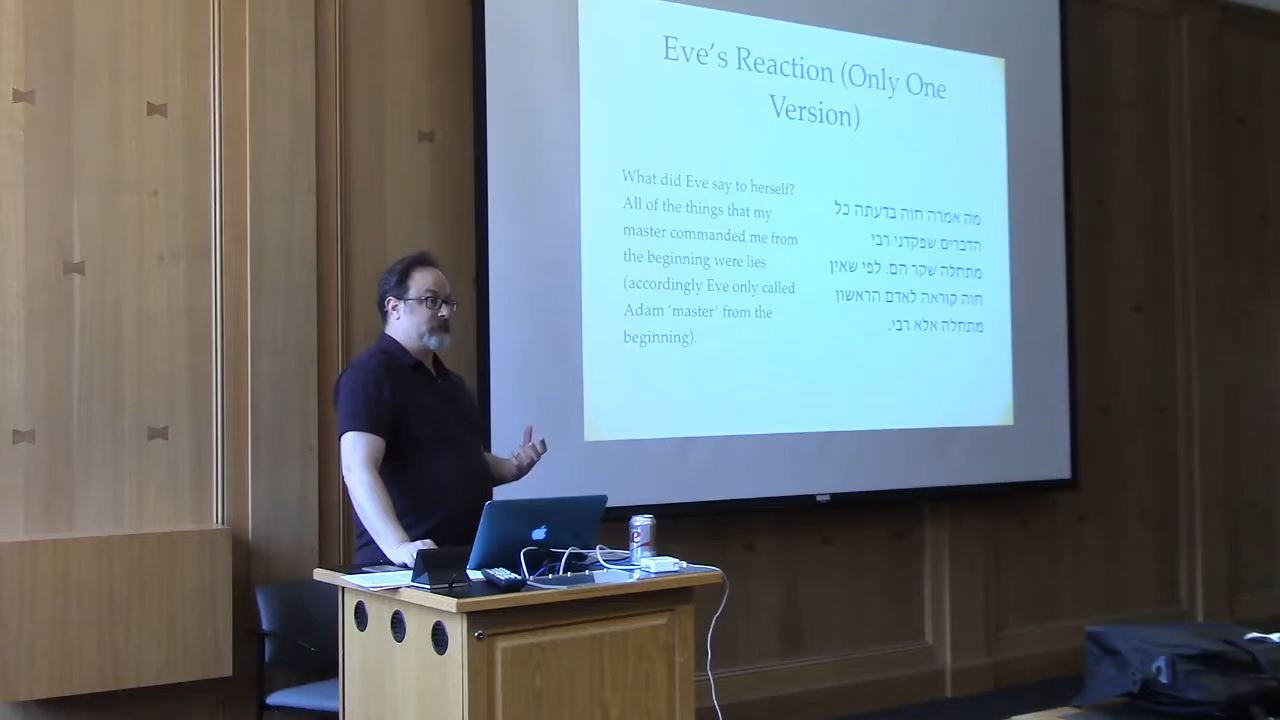 Eve's Reaction (Only One
Version)
What did Eve say to herself?
All of the things that my
master commanded me from
the beginning were lies
(accordingly Eve only called
Adam 'master' from the
beginning).
מה אמרה חוה בדעתה כל
הדברים שפקדני רבי
מתחלה שקר הם. לפי שאין
חוה קוראה לאדם הראשון
מתחלה אלא רבי.